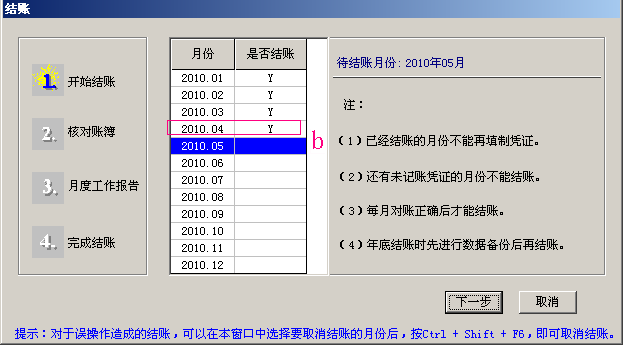 结账
1.
开始结账
2.
核对账簿
3.
月度工作报告
4.
完成结账
月份 是否结账
2010.01 Y
2010.02 Y
2010.03 Y
2010.04 Y
2010.05
2010.06
2010.07
2010.08
2010.09
2010.10
2010.11
2010.12
b
待结账月份: 2010年05月
注：
(1)已经结账的月份不能再填制凭证。
(2)还有未记账凭证的月份不能结账。
(3)每月对账正确后才能结账。
(4)年底结账时先进行数据备份后再结账。
下一步 取消
提示：对于误操作造成的结账，可以在本窗口中选择要取消结账的月份后，按Ctrl + Shift + F6，即可取消结账。